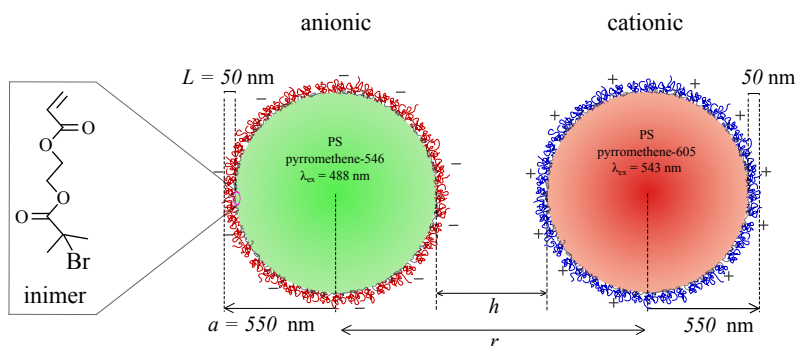 anionic
cationic
L = 50 nm
50 nm
O
O
O
O
Br
inimer
PS
pyrromethene-546
λex = 488 nm
PS
pyrromethene-605
λex = 543 nm
h
a = 550 nm
550 nm
r